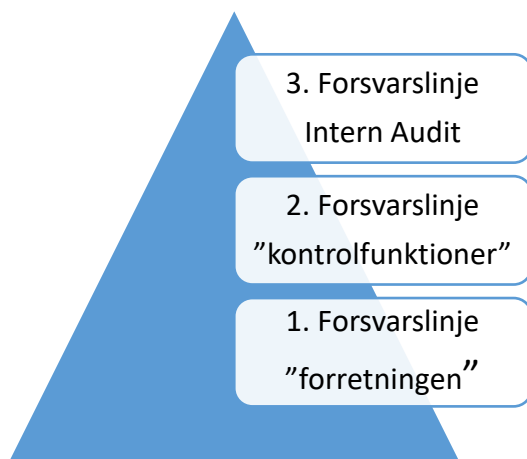 3. Forsvarslinje
Intern Audit
2. Forsvarslinje
”kontrolfunktioner”
1. Forsvarslinje
”forretningen”